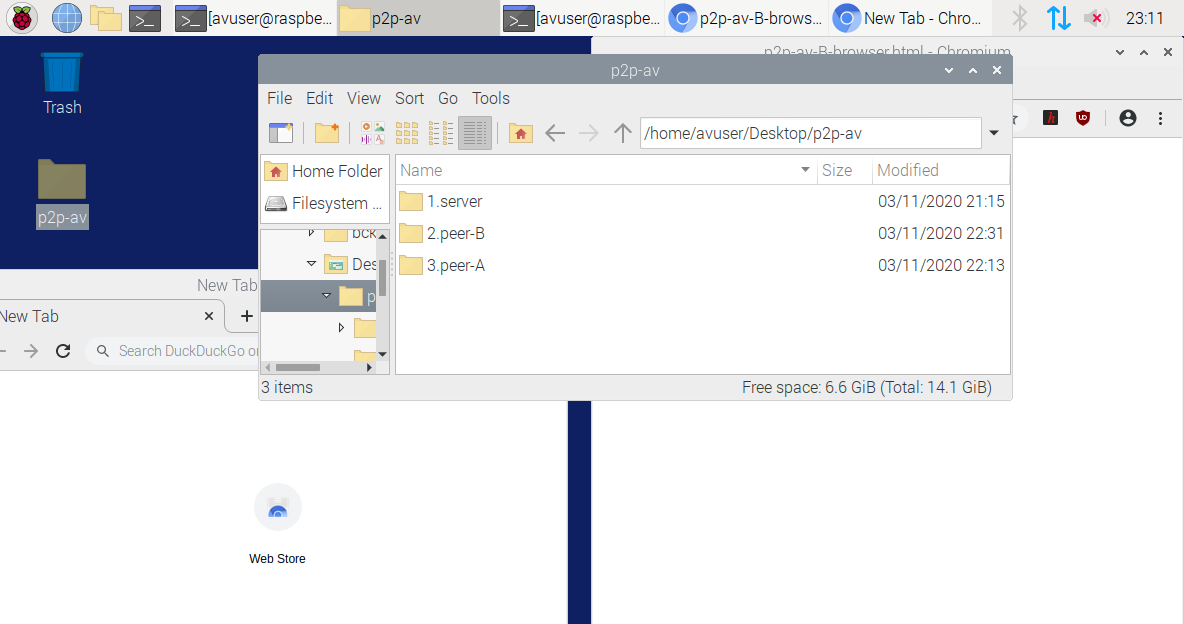 [avuser@raspbe... p2p-av [avuser@raspbe... p2p-av-B-brows... New Tab - Chro... 23:11
Trash
p2p-av
p2p-av-B-browser.html - Chromium
p2p-av
File Edit View Sort Go Tools
/home/avuser/Desktop/p2p-av
Home Folder
Filesystem ...
bck
Des
p
Name Size Modified
1.server 03/11/2020 21:15
2.peer-B 03/11/2020 22:31
3.peer-A 03/11/2020 22:13
3 items Free space: 6.6 GiB (Total: 14.1 GiB)
New Tab
New Tab
Search DuckDuckGo or
Web Store